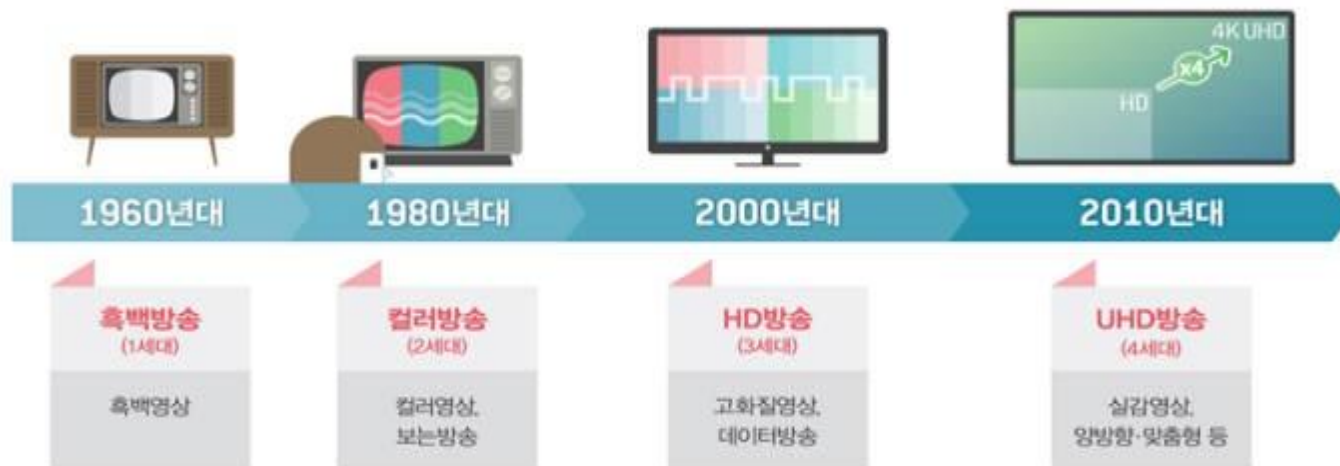 4K UHD
x4
HD
1960년대
1980년대
2000년대
2010년대
흑백방송
(1세대)
흑백영상
컬러방송
(2세대)
컬러영상,
보는방송
HD방송
(3세대)
고화질영상,
데이터방송
UHD방송
(4세대)
실감영상,
양방향·맞춤형 등